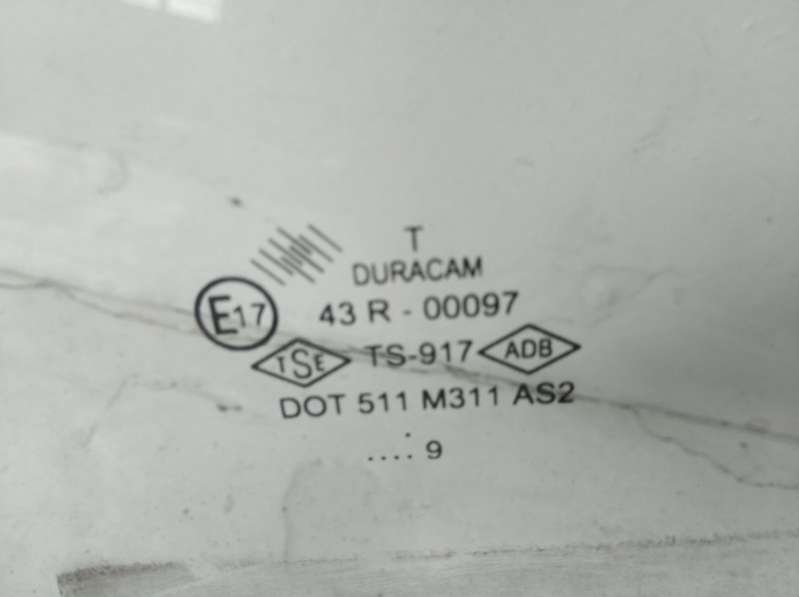 T
DURACAM
E17 43 R - 00097
TSE TS-917 ADB
DOT 511 M311 AS2
.
.... 9